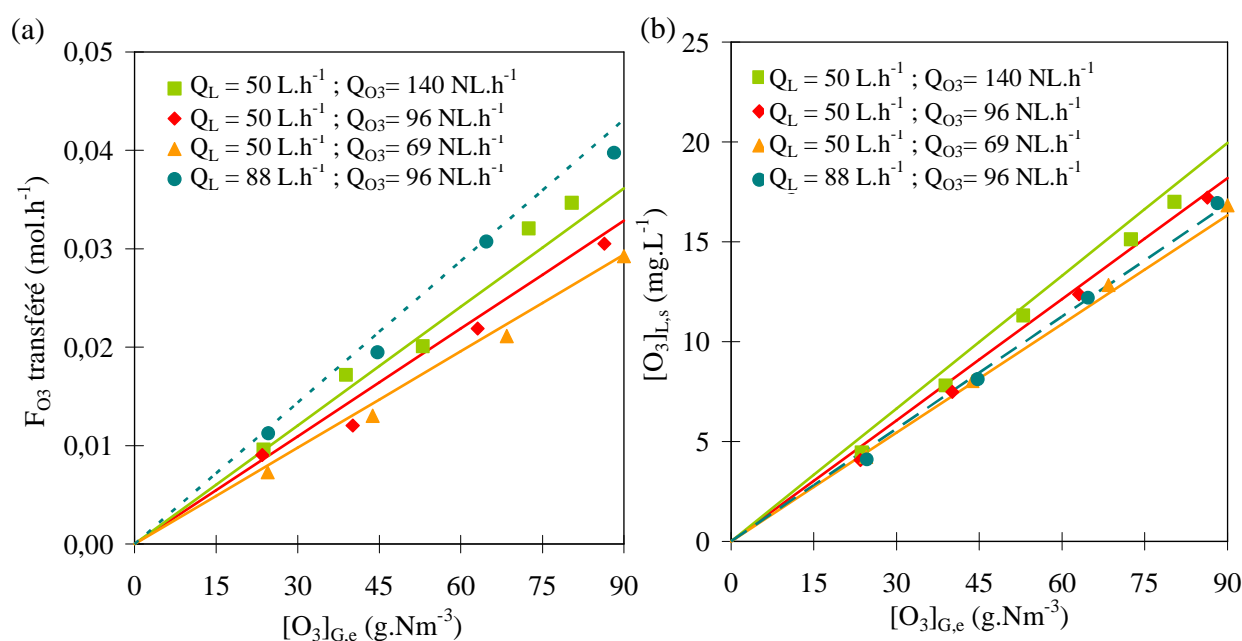 (a)
0,05
0,04
0,03
0,02
0,01
0,00
F_O3 transféré (mol.h⁻¹)
Q_L = 50 L.h⁻¹ ; Q_O3= 140 NL.h⁻¹
Q_L = 50 L.h⁻¹ ; Q_O3= 96 NL.h⁻¹
Q_L = 50 L.h⁻¹ ; Q_O3= 69 NL.h⁻¹
Q_L = 88 L.h⁻¹ ; Q_O3= 96 NL.h⁻¹
0 15 30 45 60 75 90
[O₃]_G,e (g.Nm⁻³)
(b)
25
20
15
10
5
0
[O₃]_L,s (mg.L⁻¹)
Q_L = 50 L.h⁻¹ ; Q_O3= 140 NL.h⁻¹
Q_L = 50 L.h⁻¹ ; Q_O3= 96 NL.h⁻¹
Q_L = 50 L.h⁻¹ ; Q_O3= 69 NL.h⁻¹
Q_L = 88 L.h⁻¹ ; Q_O3= 96 NL.h⁻¹
0 15 30 45 60 75 90
[O₃]_G,e (g.Nm⁻³)